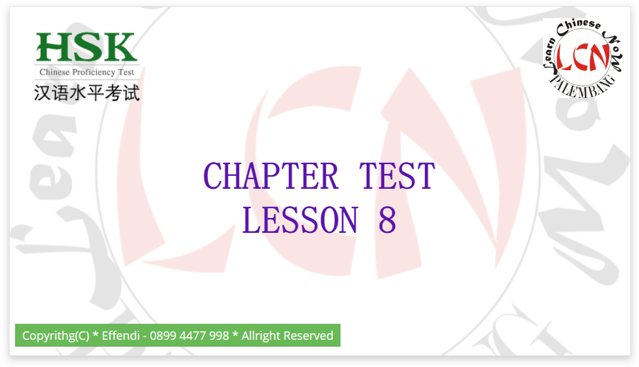 HSK
Chinese Proficiency Test
汉语水平考试
Learn Chinese NoW
LCN
PALEMBANG
CHAPTER TEST
LESSON 8
Copyrithg(C) * Effendi - 0899 4477 998 * Allright Reserved